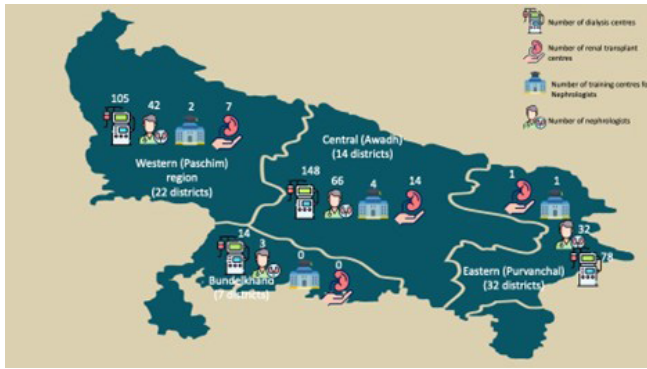 Number of dialysis centres
Number of renal transplant
centres
Number of training centres f
Nephrologists
Number of nephrologists
105
42
2
7
Western (Paschim)
region
(22 districts)
Central (Awadh)
(14 districts)
148
66
4
14
1
1
32
78
Eastern (Purvanchal)
(32 districts)
14
3
0
0
Bundelkhand
(7 districts)